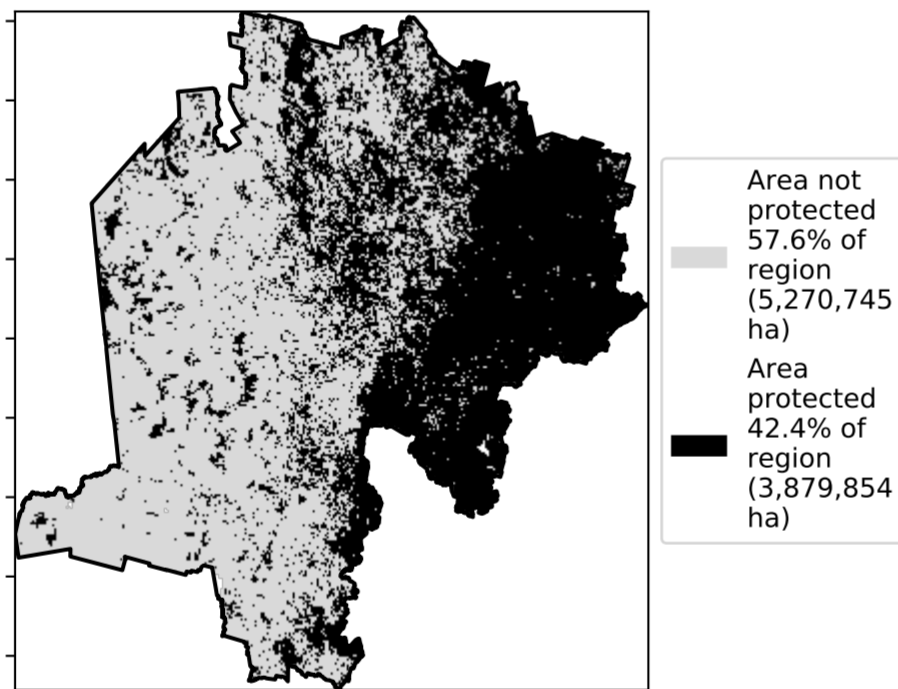 Area not
protected
57.6% of
region
(5,270,745
ha)
Area
protected
42.4% of
region
(3,879,854
ha)